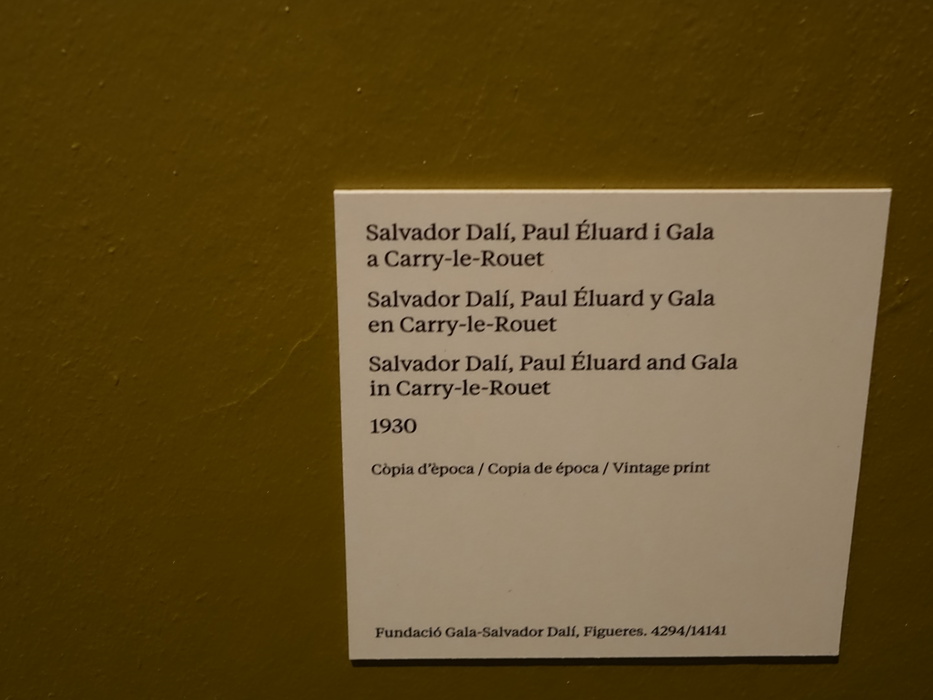 Salvador Dalí, Paul Éluard i Gala
a Carry-le-Rouet
Salvador Dalí, Paul Éluard y Gala
en Carry-le-Rouet
Salvador Dalí, Paul Éluard and Gala
in Carry-le-Rouet
1930
Còpia d'època / Copia de época / Vintage print
Fundació Gala-Salvador Dalí, Figueres. 4294/14141